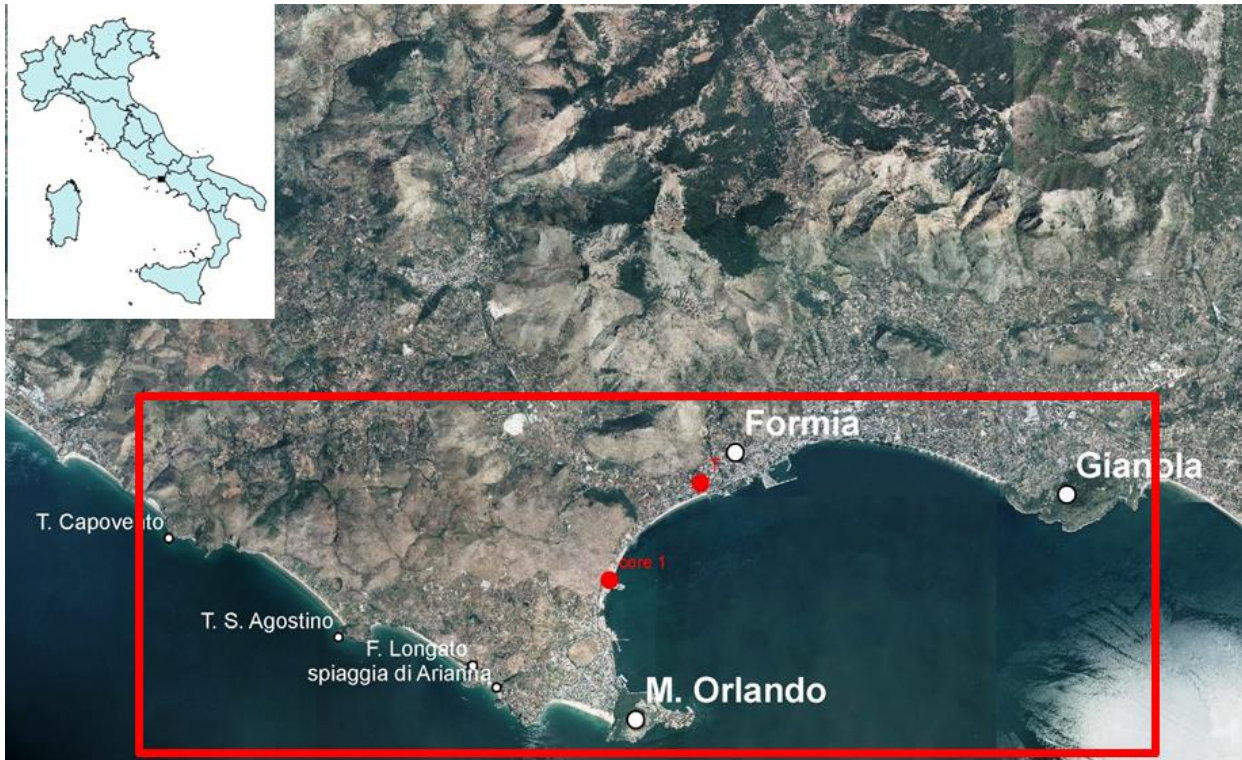 Formia
Gianola
T. Capovento
core 1
T. S. Agostino
F. Longato
spiaggia di Arianna
M. Orlando